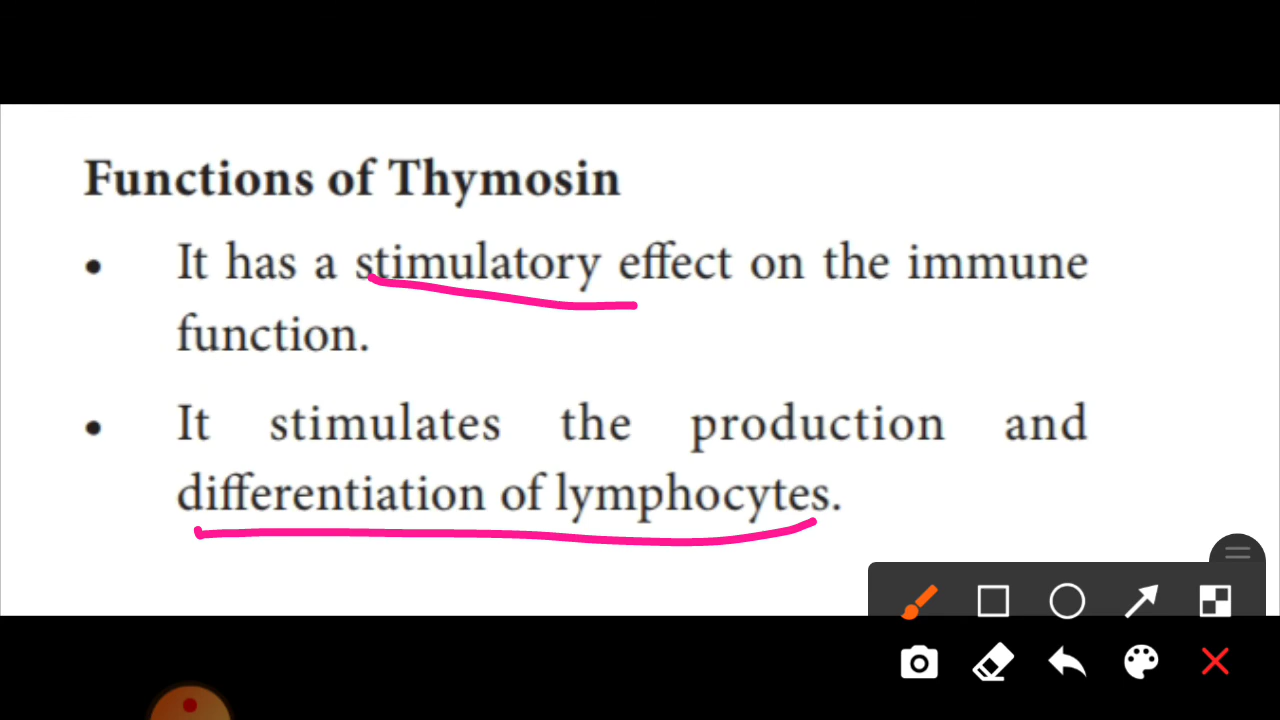 Functions of Thymosin
• It has a stimulatory effect on the immune
function.
• It stimulates the production and
differentiation of lymphocytes.